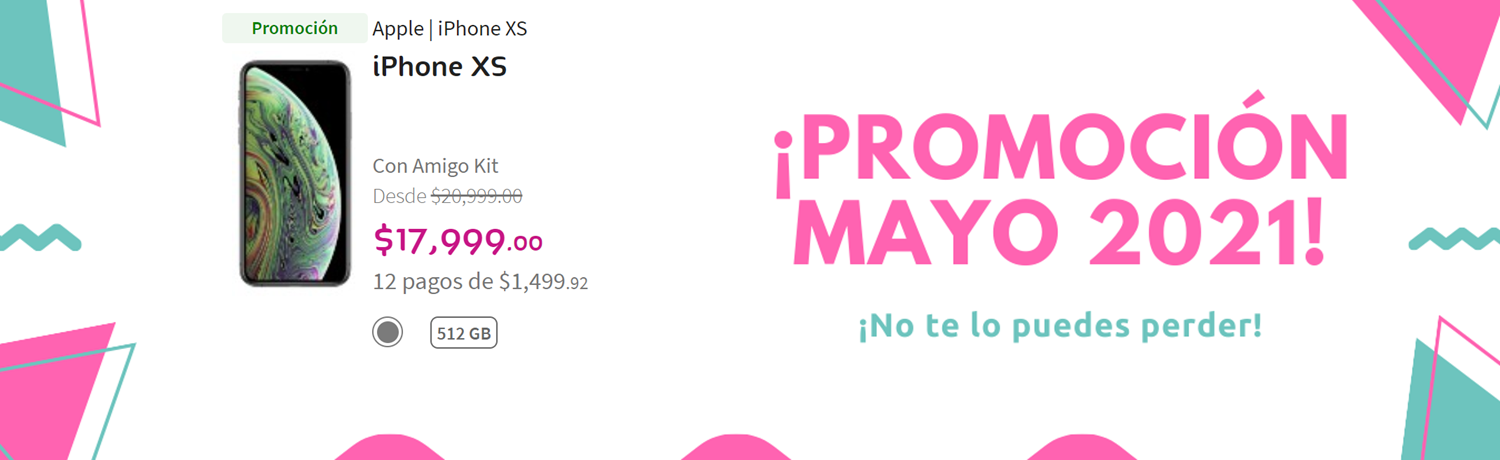 Promoción
Apple | iPhone XS
iPhone XS
Con Amigo Kit
Desde $20,999.00
$17,999.00
12 pagos de $1,499.92
512 GB
¡PROMOCIÓN
MAYO 2021!
¡No te lo puedes perder!